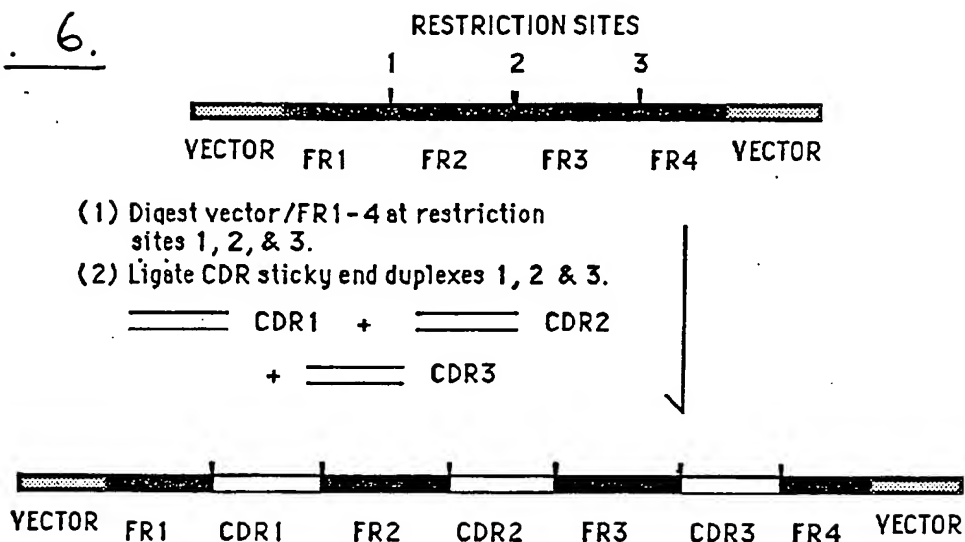 . 6.
RESTRICTION SITES
1 2 3
VECTOR FR1 FR2 FR3 FR4 VECTOR
(1) Digest vector/FR1-4 at restriction
sites 1, 2, & 3.
(2) Ligate CDR sticky end duplexes 1, 2 & 3.
CDR1 + CDR2
+ CDR3
VECTOR FR1 CDR1 FR2 CDR2 FR3 CDR3 FR4 VECTOR